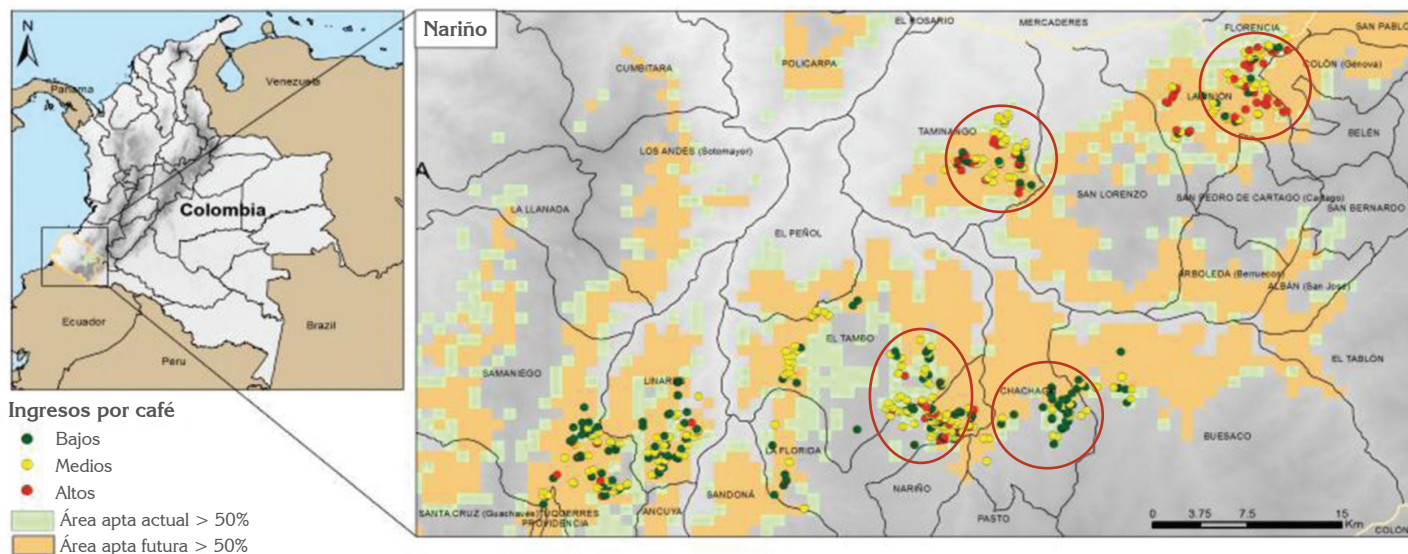 N
Panama
Venezuela
Colombia
Ecuador
Brazil
Peru
Nariño
EL ROSARIO
MERCADERES
FLORENCIA
SAN PABLO
CUMBITARA
POLICARPA
COLÓN (Génova)
LA UNIÓN
TAMINANGO
BELÉN
LOS ANDES (Sotomayor)
A
SAN LORENZO
SAN PEDRO DE CARTAGO (Cartago)
SAN BERNARDO
LA LLANADA
EL PEÑOL
ARBOLEDA (Berruecos)
ALBÁN (San José)
EL TAMBO
EL TABLÓN
SAMANIEGO
LINARES
BUESACO
LA FLORIDA
NARIÑO
SANDONÁ
SANTA CRUZ (Guachavés)
TUQUERRES
PROVIDENCIA
ANCUYA
PASTO
COLÓN
0 3.75 7.5 15
Km
Ingresos por café
Bajos
Medios
Altos
Área apta actual > 50%
Área apta futura > 50%